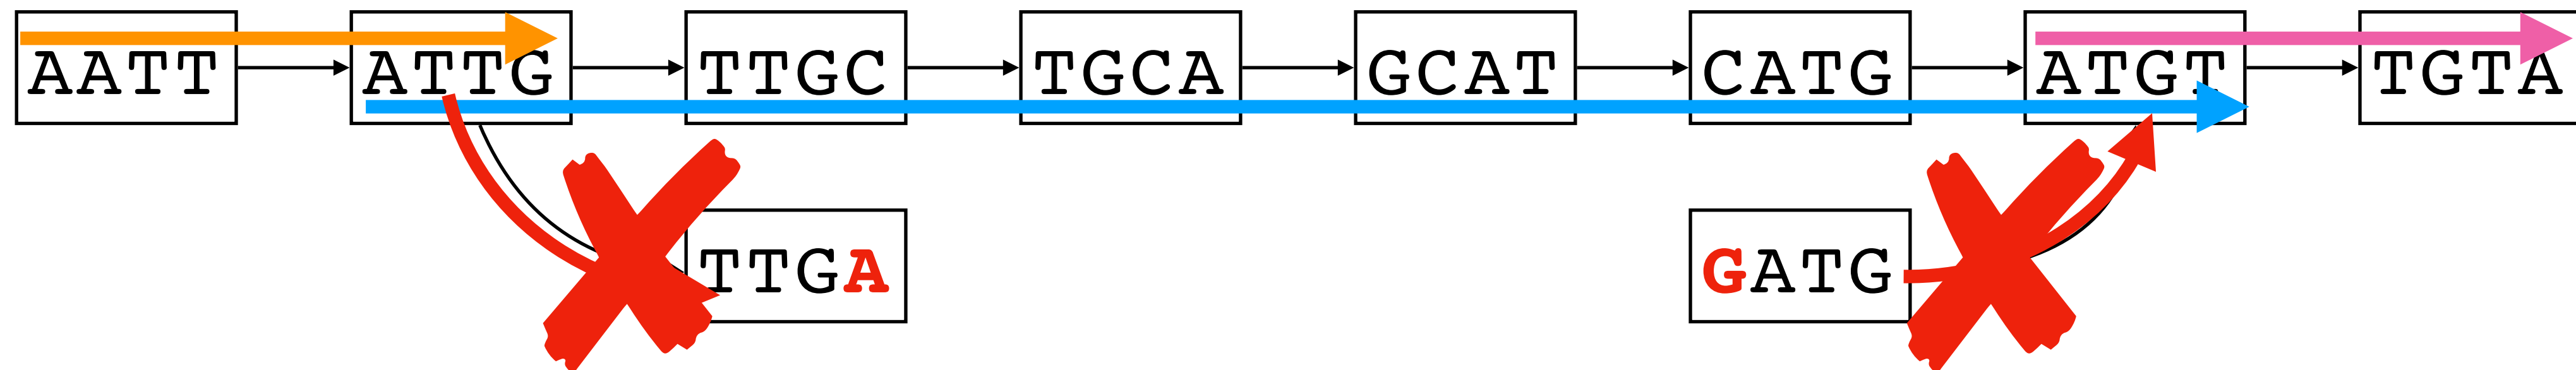 AATT ATTG TTGC TGCA GCAT CATG ATGT TGTA
TTGA GATG